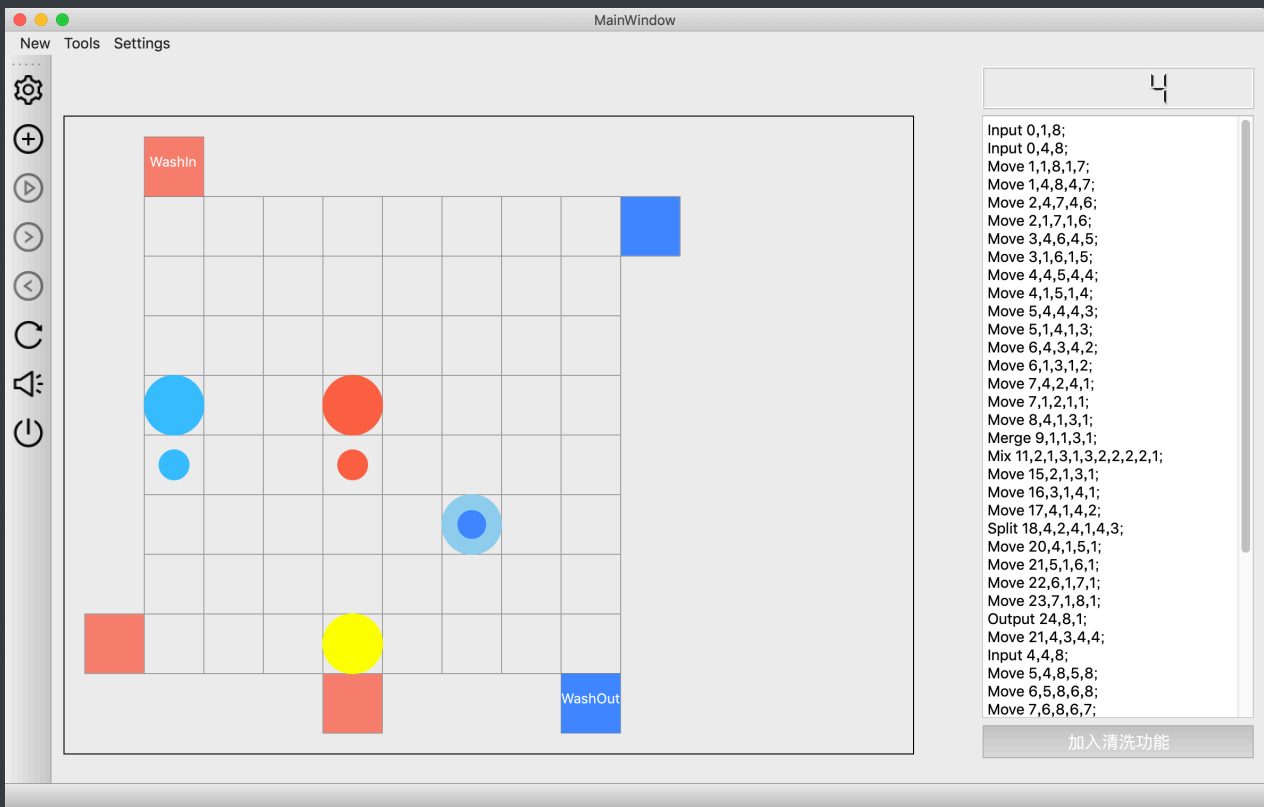 MainWindow
New Tools Settings
4
WashIn
WashOut
Input 0,1,8;
Input 0,4,8;
Move 1,1,8,1,7;
Move 1,4,8,4,7;
Move 2,4,7,4,6;
Move 2,1,7,1,6;
Move 3,4,6,4,5;
Move 3,1,6,1,5;
Move 4,4,5,4,4;
Move 4,1,5,1,4;
Move 5,4,4,4,3;
Move 5,1,4,1,3;
Move 6,4,3,4,2;
Move 6,1,3,1,2;
Move 7,4,2,4,1;
Move 7,1,2,1,1;
Move 8,4,1,3,1;
Merge 9,1,1,3,1;
Mix 11,2,1,3,1,3,2,2,2,2,1;
Move 15,2,1,3,1;
Move 16,3,1,4,1;
Move 17,4,1,4,2;
Split 18,4,2,4,1,4,3;
Move 20,4,1,5,1;
Move 21,5,1,6,1;
Move 22,6,1,7,1;
Move 23,7,1,8,1;
Output 24,8,1;
Move 21,4,3,4,4;
Input 4,4,8;
Move 5,4,8,5,8;
Move 6,5,8,6,8;
Move 7,6,8,6,7;
加入清洗功能